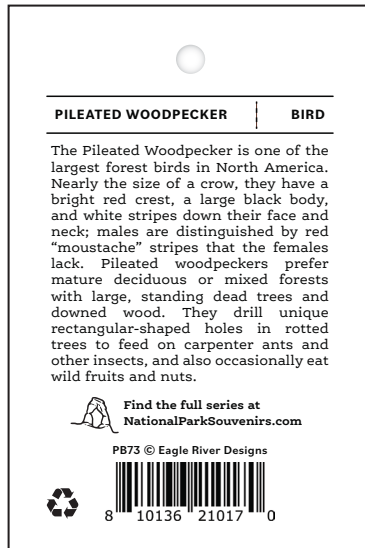 PILEATED WOODPECKER BIRD
The Pileated Woodpecker is one of the
largest forest birds in North America.
Nearly the size of a crow, they have a
bright red crest, a large black body,
and white stripes down their face and
neck; males are distinguished by red
“moustache” stripes that the females
lack. Pileated woodpeckers prefer
mature deciduous or mixed forests
with large, standing dead trees and
downed wood. They drill unique
rectangular-shaped holes in rotted
trees to feed on carpenter ants and
other insects, and also occasionally eat
wild fruits and nuts.
Find the full series at
NationalParkSouvenirs.com
PB73 © Eagle River Designs
8 10136 21017 0